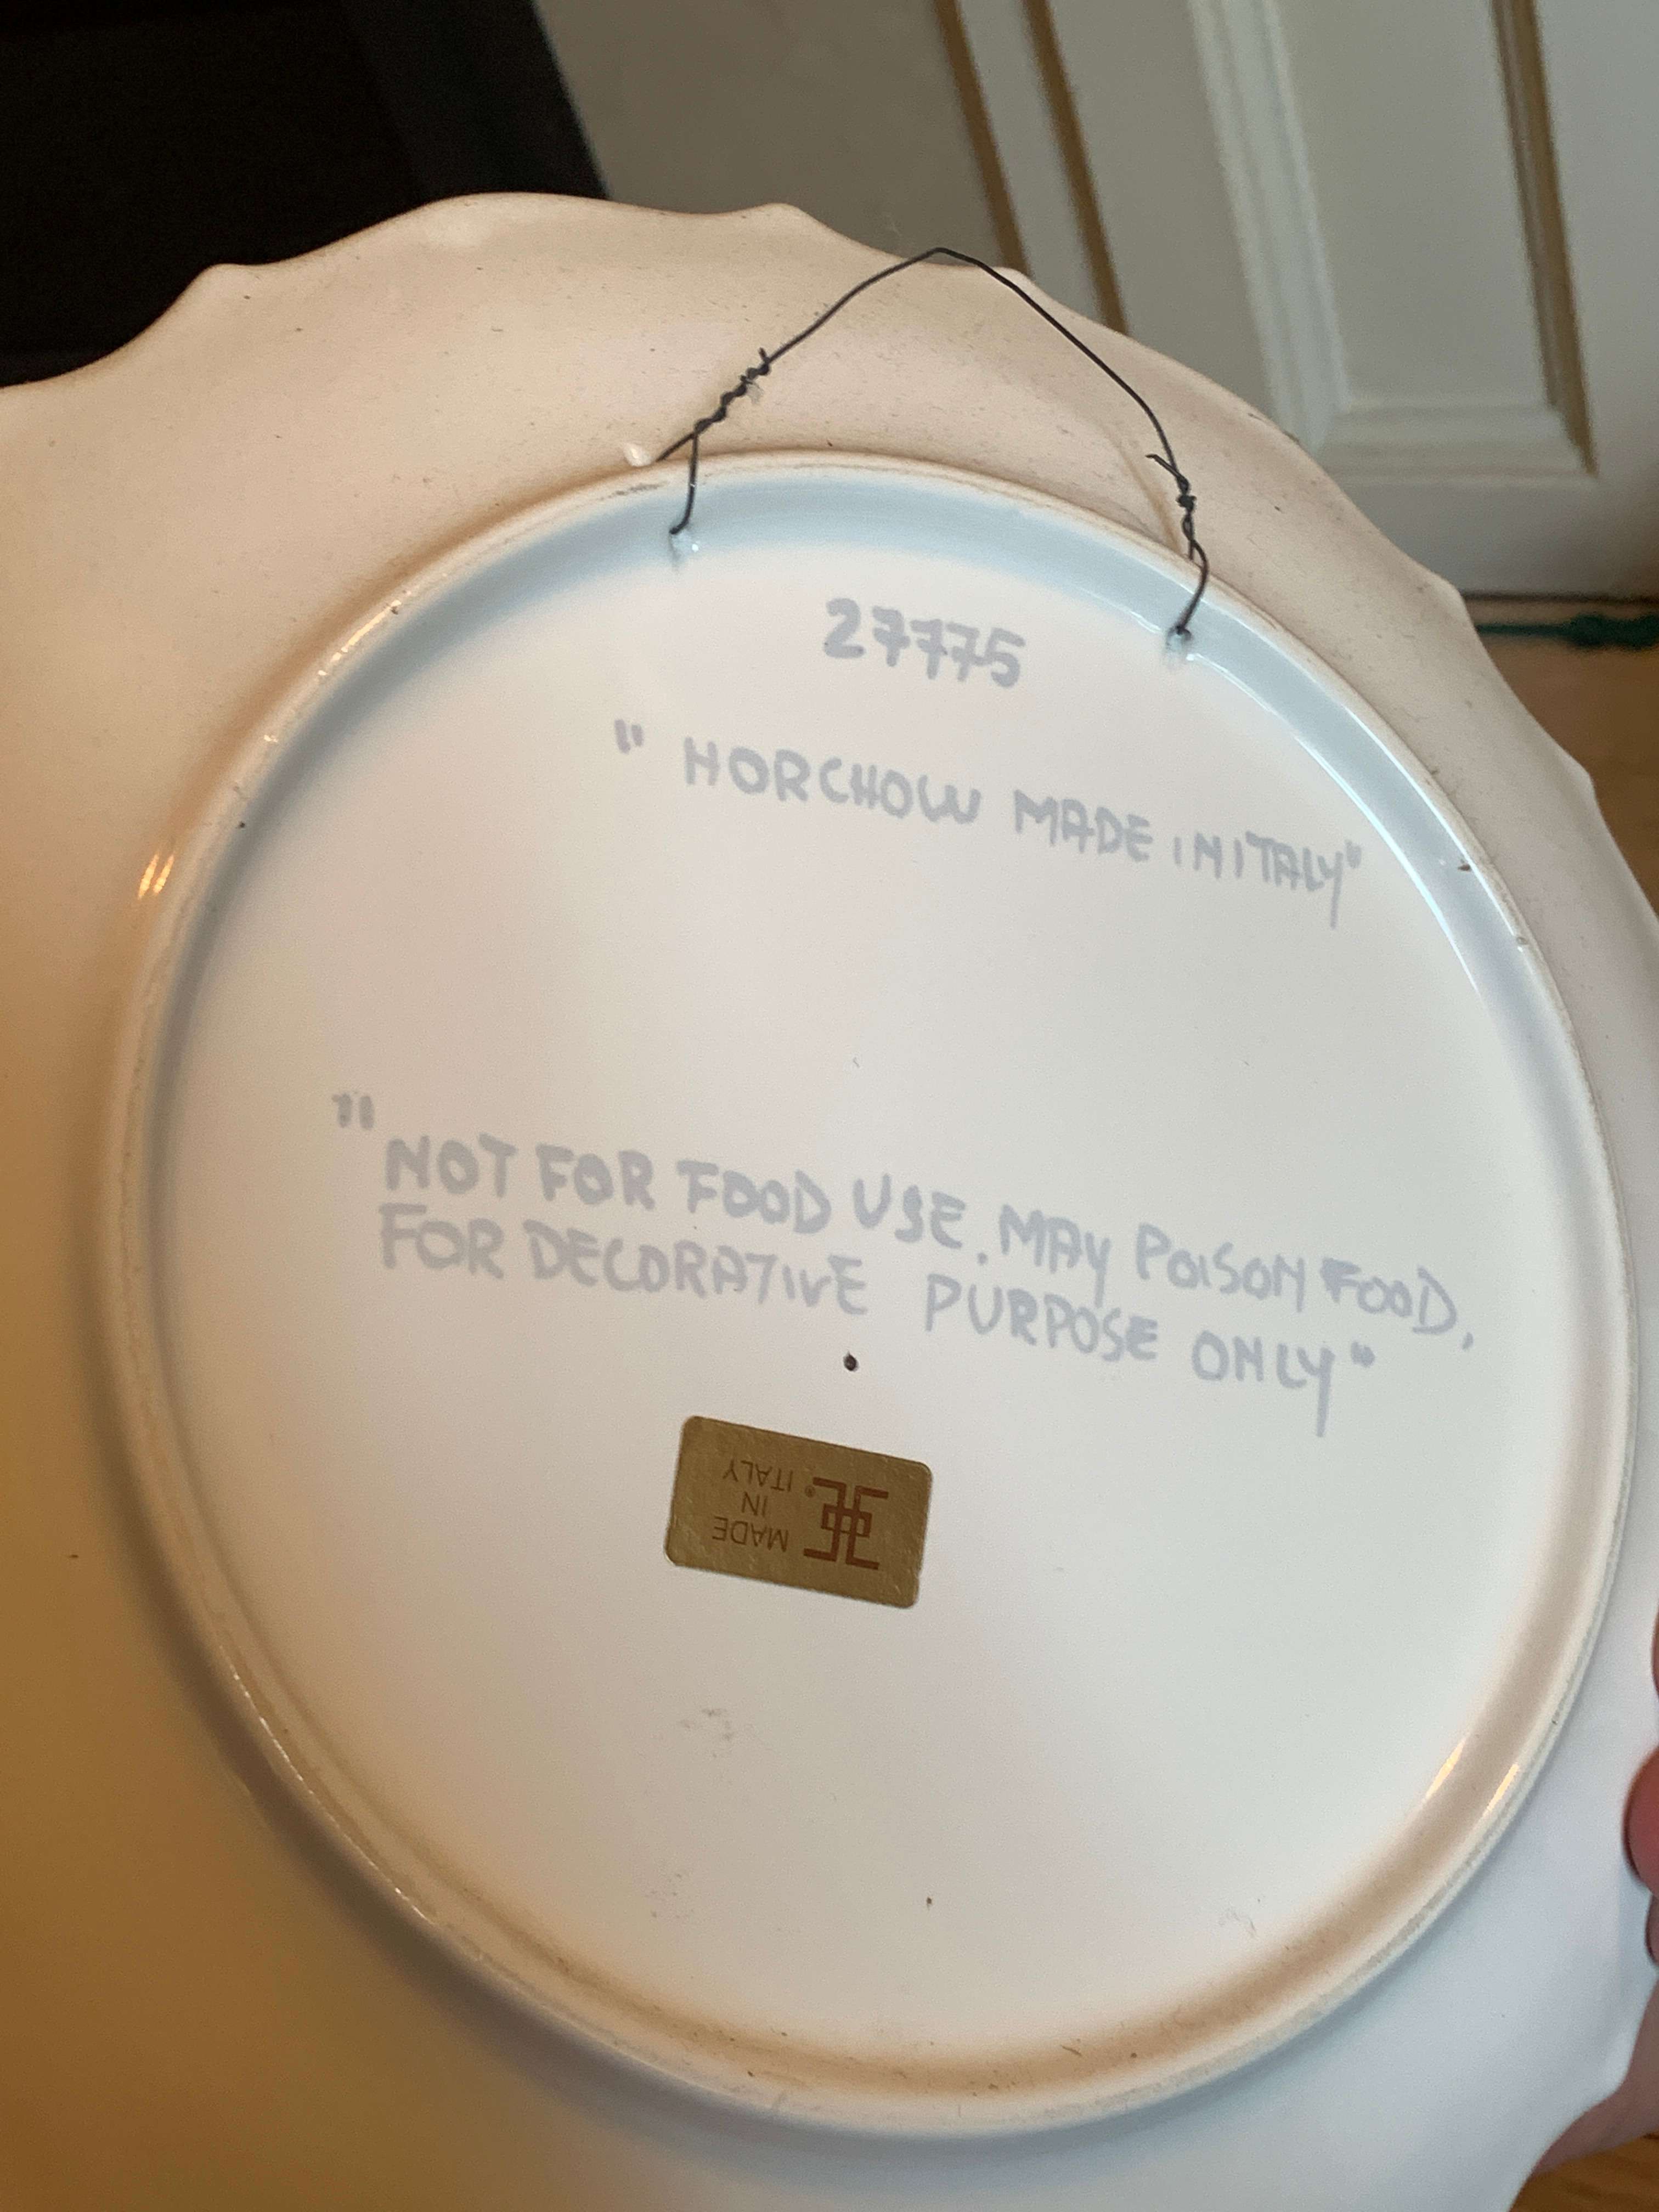 27775
" HORCHOW MADE IN ITALY"
"NOT FOR FOOD USE. MAY POISON FOOD.
FOR DECORATIVE PURPOSE ONLY"
MADE
IN
ITALY